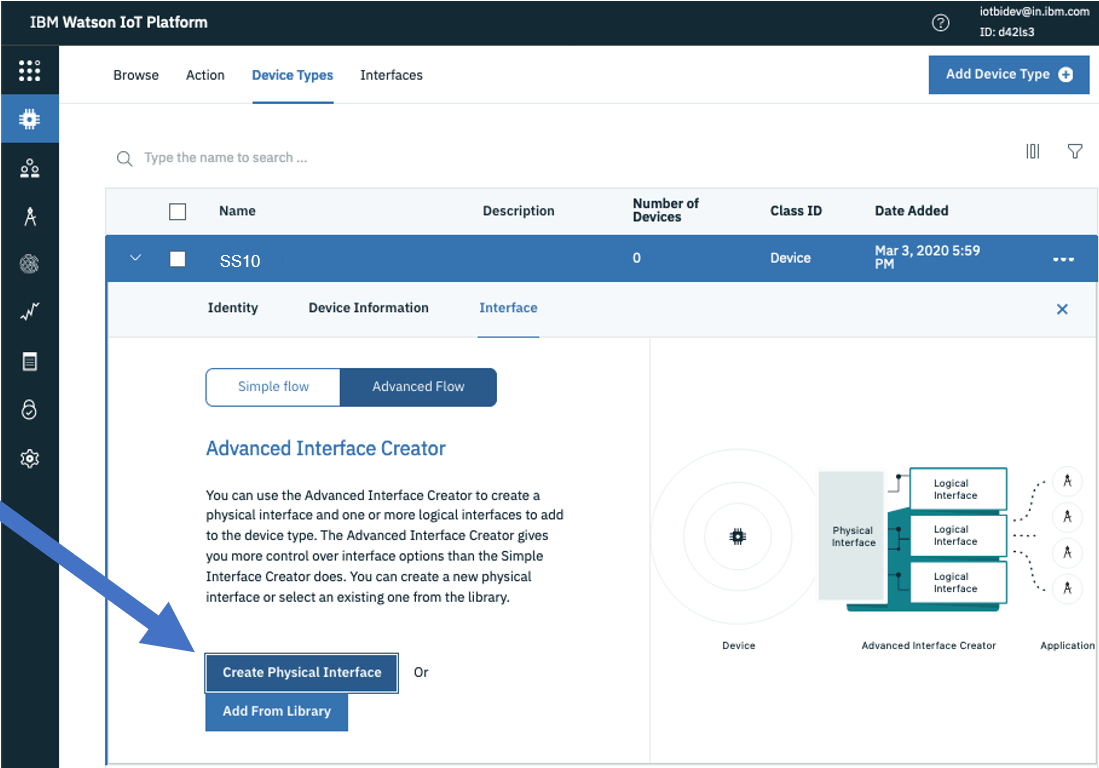 IBM Watson IoT Platform
iotbidev@in.ibm.com
ID: d42ls3
Browse Action Device Types Interfaces
Add Device Type
Type the name to search ...
Name Description Number of Devices Class ID Date Added
SS10 0 Device Mar 3, 2020 5:59 PM
Identity Device Information Interface
Simple flow Advanced Flow
Advanced Interface Creator
You can use the Advanced Interface Creator to create a
physical interface and one or more logical interfaces to add
to the device type. The Advanced Interface Creator gives
you more control over interface options than the Simple
Interface Creator does. You can create a new physical
interface or select an existing one from the library.
Create Physical Interface Or
Add From Library
Physical
Interface
Logical
Interface
Logical
Interface
Logical
Interface
Device Advanced Interface Creator Application